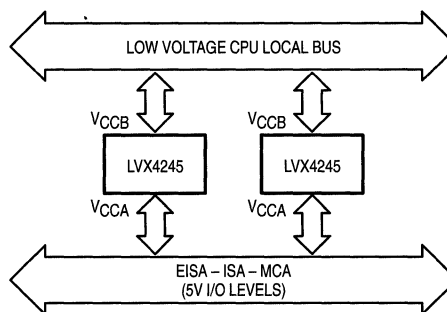 LOW VOLTAGE CPU LOCAL BUS
VCCB VCCB
LVX4245 LVX4245
VCCA VCCA
EISA – ISA – MCA
(5V I/O LEVELS)